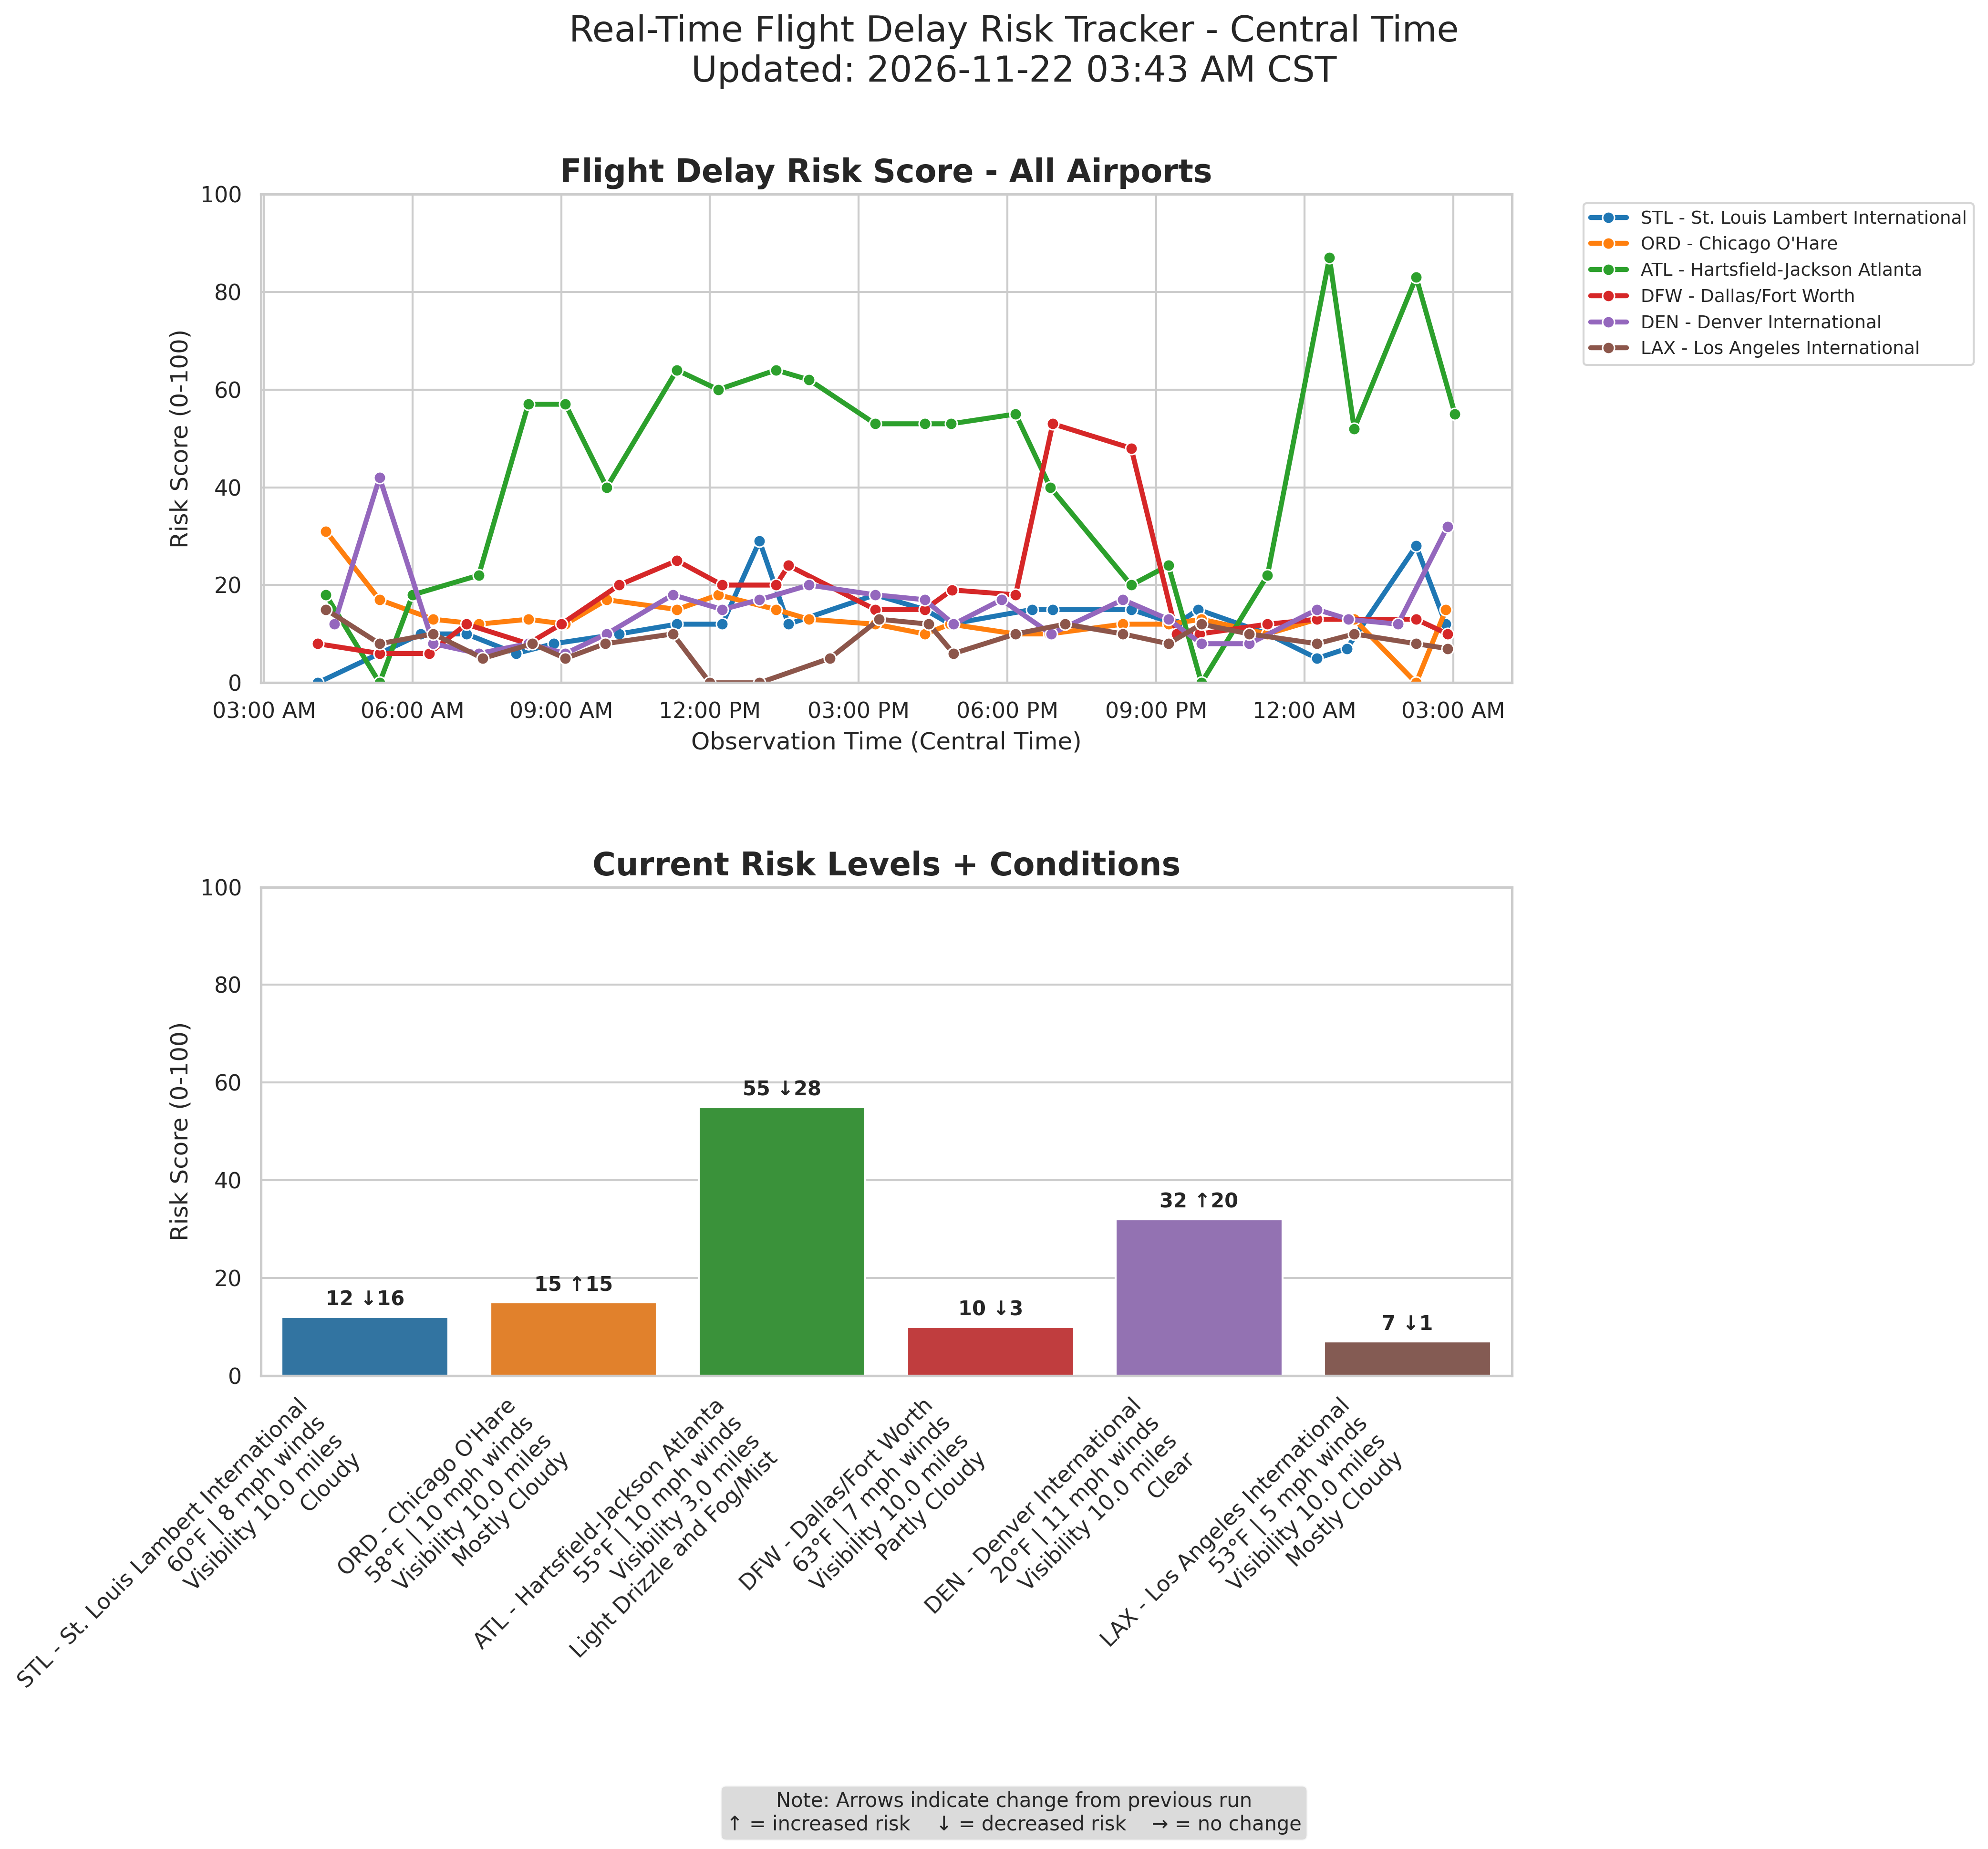 Real-Time Flight Delay Risk Tracker - Central Time
Updated: 2026-11-22 03:43 AM CST
Flight Delay Risk Score - All Airports
Risk Score (0-100)
100
80
60
40
20
0
03:00 AM
06:00 AM
09:00 AM
12:00 PM
03:00 PM
06:00 PM
09:00 PM
12:00 AM
03:00 AM
Observation Time (Central Time)
STL - St. Louis Lambert International
ORD - Chicago O'Hare
ATL - Hartsfield-Jackson Atlanta
DFW - Dallas/Fort Worth
DEN - Denver International
LAX - Los Angeles International
Current Risk Levels + Conditions
Risk Score (0-100)
100
80
60
40
20
0
12 ↓16
15 ↑15
55 ↓28
10 ↓3
32 ↑20
7 ↓1
STL - St. Louis Lambert International
60°F | 8 mph winds
Visibility 10.0 miles
Cloudy
ORD - Chicago O'Hare
58°F | 10 mph winds
Visibility 10.0 miles
Mostly Cloudy
ATL - Hartsfield-Jackson Atlanta
55°F | 10 mph winds
Visibility 3.0 miles
Light Drizzle and Fog/Mist
DFW - Dallas/Fort Worth
63°F | 7 mph winds
Visibility 10.0 miles
Partly Cloudy
DEN - Denver International
20°F | 11 mph winds
Visibility 10.0 miles
Clear
LAX - Los Angeles International
53°F | 5 mph winds
Visibility 10.0 miles
Mostly Cloudy
Note: Arrows indicate change from previous run
↑ = increased risk ↓ = decreased risk → = no change